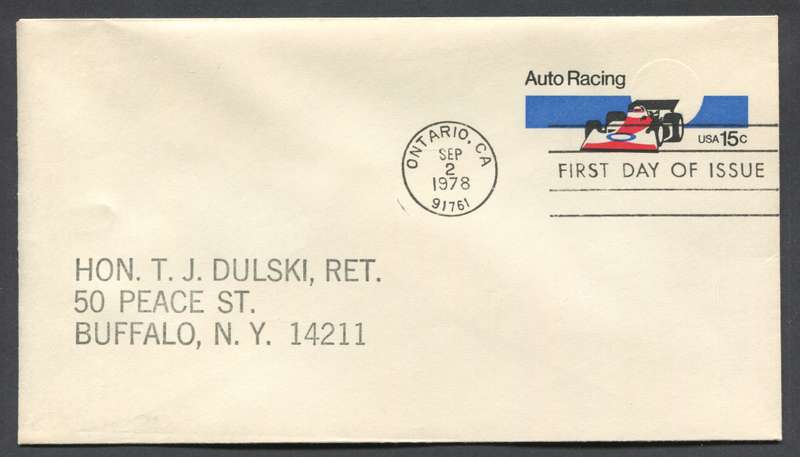 Auto Racing
USA 15c
ONTARIO, CA
SEP
2
1978
91761
FIRST DAY OF ISSUE
HON. T. J. DULSKI, RET.
50 PEACE ST.
BUFFALO, N. Y. 14211